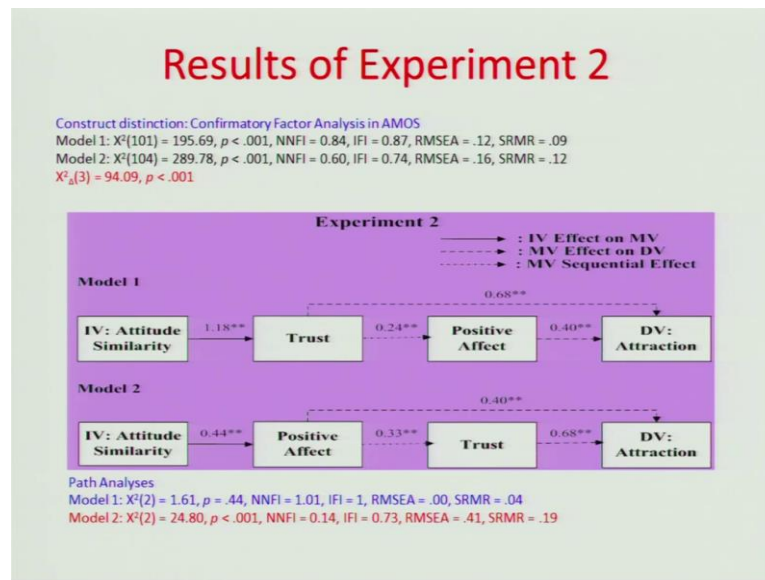 Results of Experiment 2
Construct distinction: Confirmatory Factor Analysis in AMOS
Model 1: X²(101) = 195.69, p < .001, NNFI = 0.84, IFI = 0.87, RMSEA = .12, SRMR = .09
Model 2: X²(104) = 289.78, p < .001, NNFI = 0.60, IFI = 0.74, RMSEA = .16, SRMR = .12
X²Δ(3) = 94.09, p < .001
Experiment 2
: IV Effect on MV
: MV Effect on DV
: MV Sequential Effect
Model 1
0.68**
IV: Attitude Similarity 1.18** Trust 0.24** Positive Affect 0.40** DV: Attraction
Model 2
0.40**
IV: Attitude Similarity 0.44** Positive Affect 0.33** Trust 0.68** DV: Attraction
Path Analyses
Model 1: X²(2) = 1.61, p = .44, NNFI = 1.01, IFI = 1, RMSEA = .00, SRMR = .04
Model 2: X²(2) = 24.80, p < .001, NNFI = 0.14, IFI = 0.73, RMSEA = .41, SRMR = .19